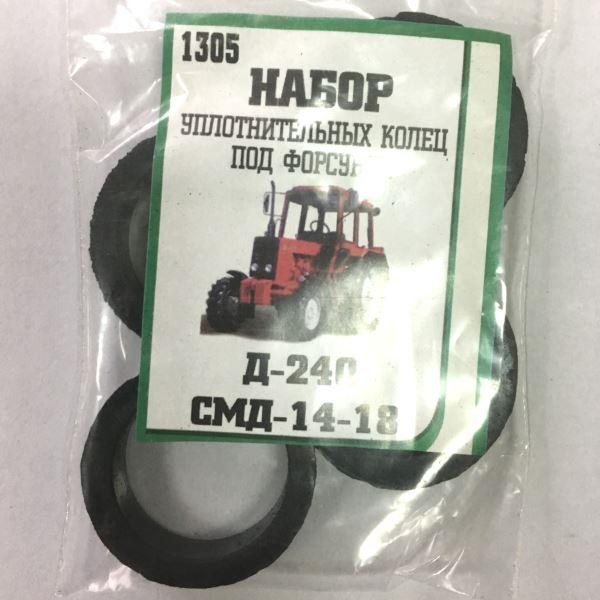 1305
НАБОР
УПЛОТНИТЕЛЬНЫХ КОЛЕЦ
ПОД
Д-240
СМД-14-18